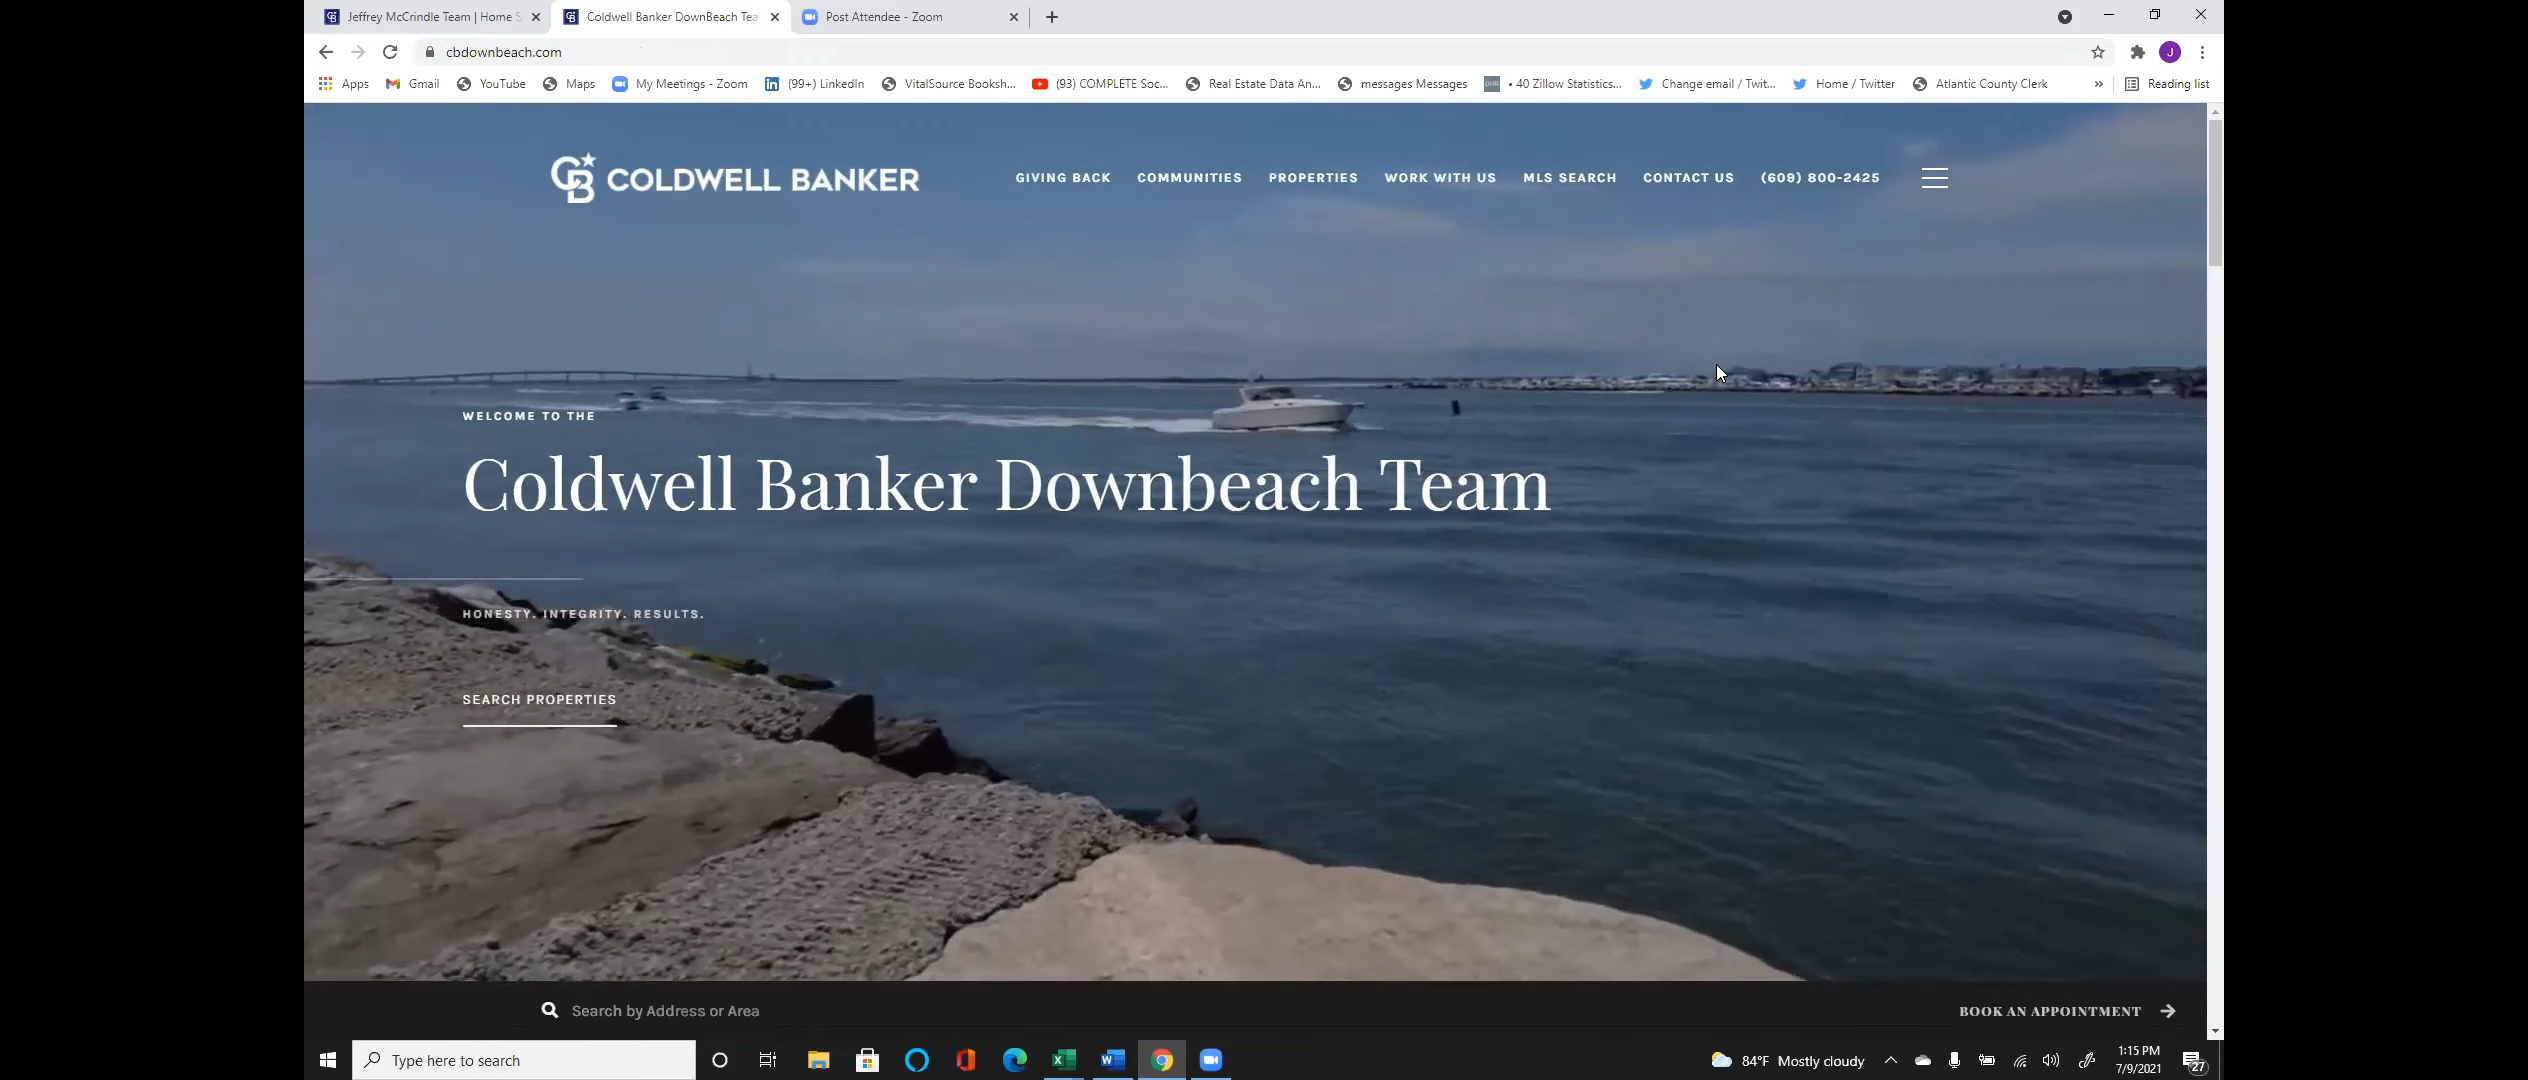 Jeffrey McCrindle Team | Home S
Coldwell Banker DownBeach Tea
Post Attendee - Zoom
cbdownbeach.com
J
Apps
Gmail
YouTube
Maps
My Meetings - Zoom
(99+) LinkedIn
VitalSource Booksh...
(93) COMPLETE Soc...
Real Estate Data An...
messages Messages
• 40 Zillow Statistics...
Change email / Twit...
Home / Twitter
Atlantic County Clerk
»
Reading list
COLDWELL BANKER
GIVING BACK
COMMUNITIES
PROPERTIES
WORK WITH US
MLS SEARCH
CONTACT US
(609) 800-2425
WELCOME TO THE
Coldwell Banker Downbeach Team
HONESTY. INTEGRITY. RESULTS.
SEARCH PROPERTIES
Search by Address or Area
BOOK AN APPOINTMENT
Type here to search
84°F Mostly cloudy
1:15 PM
7/9/2021
27